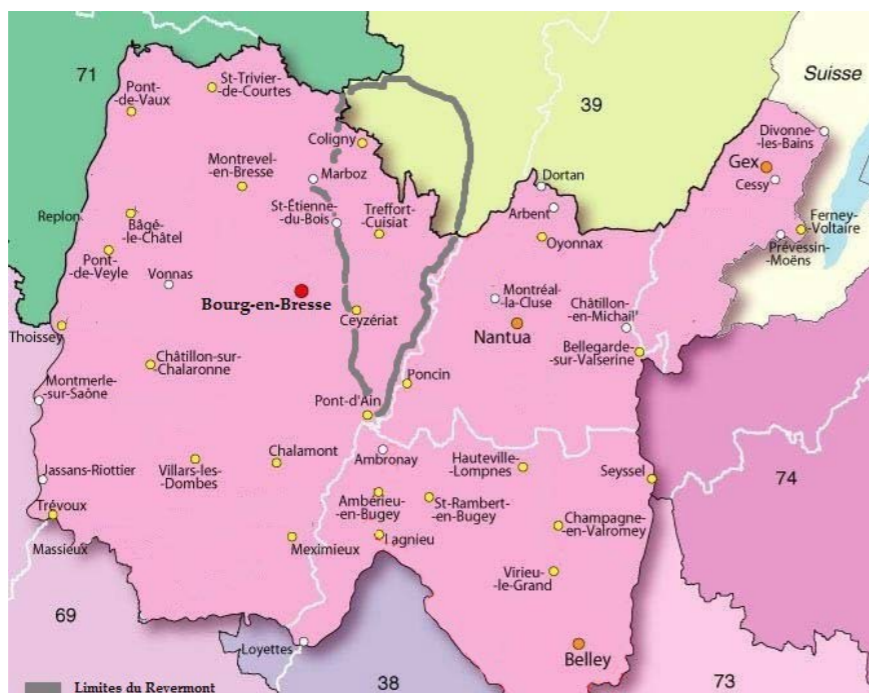 71
St-Trivier-
-de-Courtes
Pont-
-de-Vaux
39
Suisse
Coligny
Divonne-
-les-Bains
Gex
Cessy
Montrevel-
en-Bresse
Marboz
Dortan
Arbent
Replon
Bâgé-
le-Châtel
St-Étienne-
-du-Bois
Treffort-
Cuisiat
Oyonnax
Ferney-
-Voltaire
Prévessin-
-Moëns
Pont-
de-Veyle
Vonnas
Bourg-en-Bresse
Montréal-
la-Cluse
Châtillon-
en-Michail'
Thoissey
Ceyzériat
Nantua
Bellegarde-
-sur-Valserine
Châtillon-sur-
-Chalaronne
Montmerle-
-sur-Saône
Poncin
Pont-d'Ain
Jassans-Riottier
Villars-les-
-Dombes
Chalamont
Ambronay
Hauteville-
-Lompnes
Seyssel
74
Trévoux
Massieux
Ambérieu-
en-Bugey
St-Rambert-
-en-Bugey
Champagne-
-en-Valromey
Meximieux
Lagnieu
Virieu-
-le-Grand
69
Loyettes
Belley
38
73
Limites du Revermont